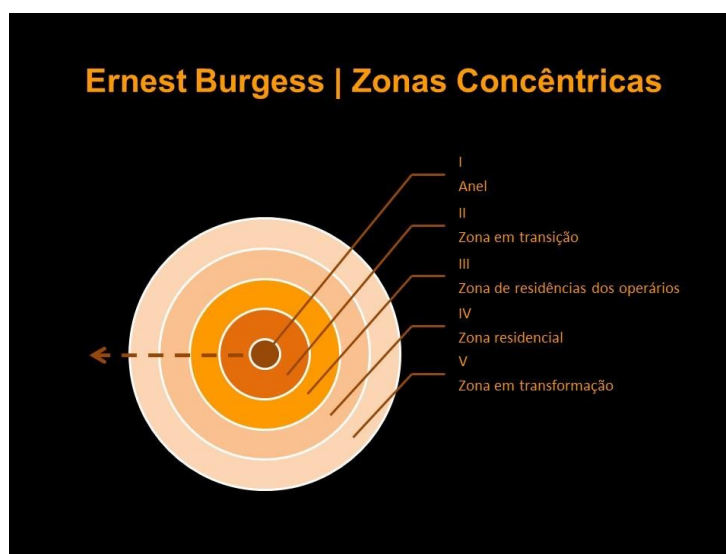 Ernest Burgess | Zonas Concêntricas
I
Anel
II
Zona em transição
III
Zona de residências dos operários
IV
Zona residencial
V
Zona em transformação